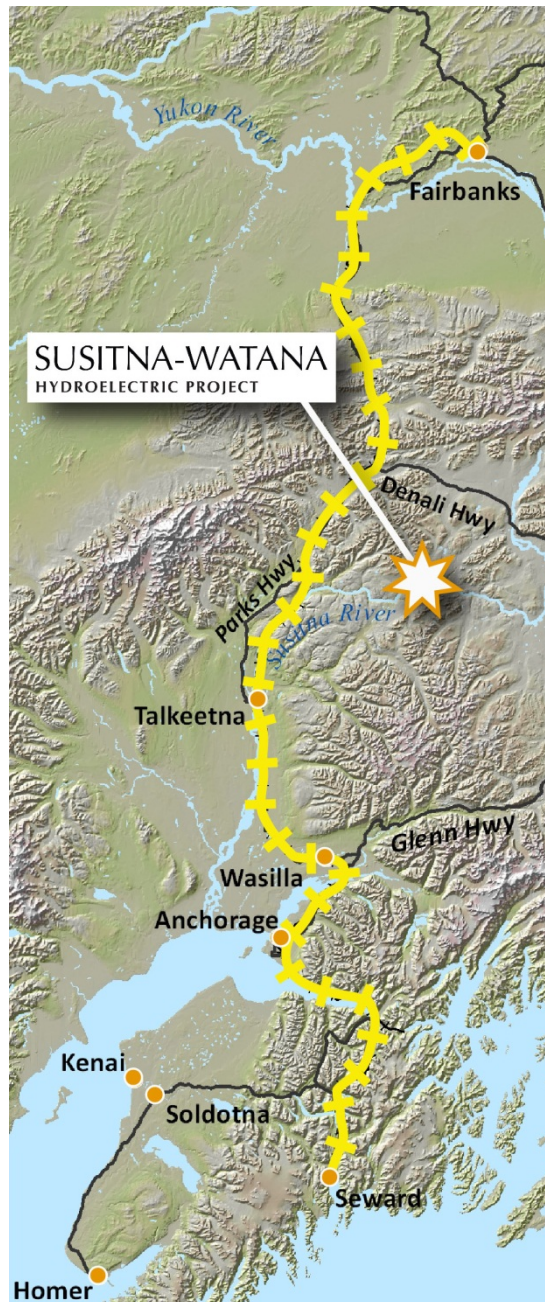 Yukon River
Fairbanks
SUSITNA-WATANA
HYDROELECTRIC PROJECT
Denali Hwy
Parks Hwy
Susitna River
Talkeetna
Glenn Hwy
Wasilla
Anchorage
Kenai
Soldotna
Seward
Homer